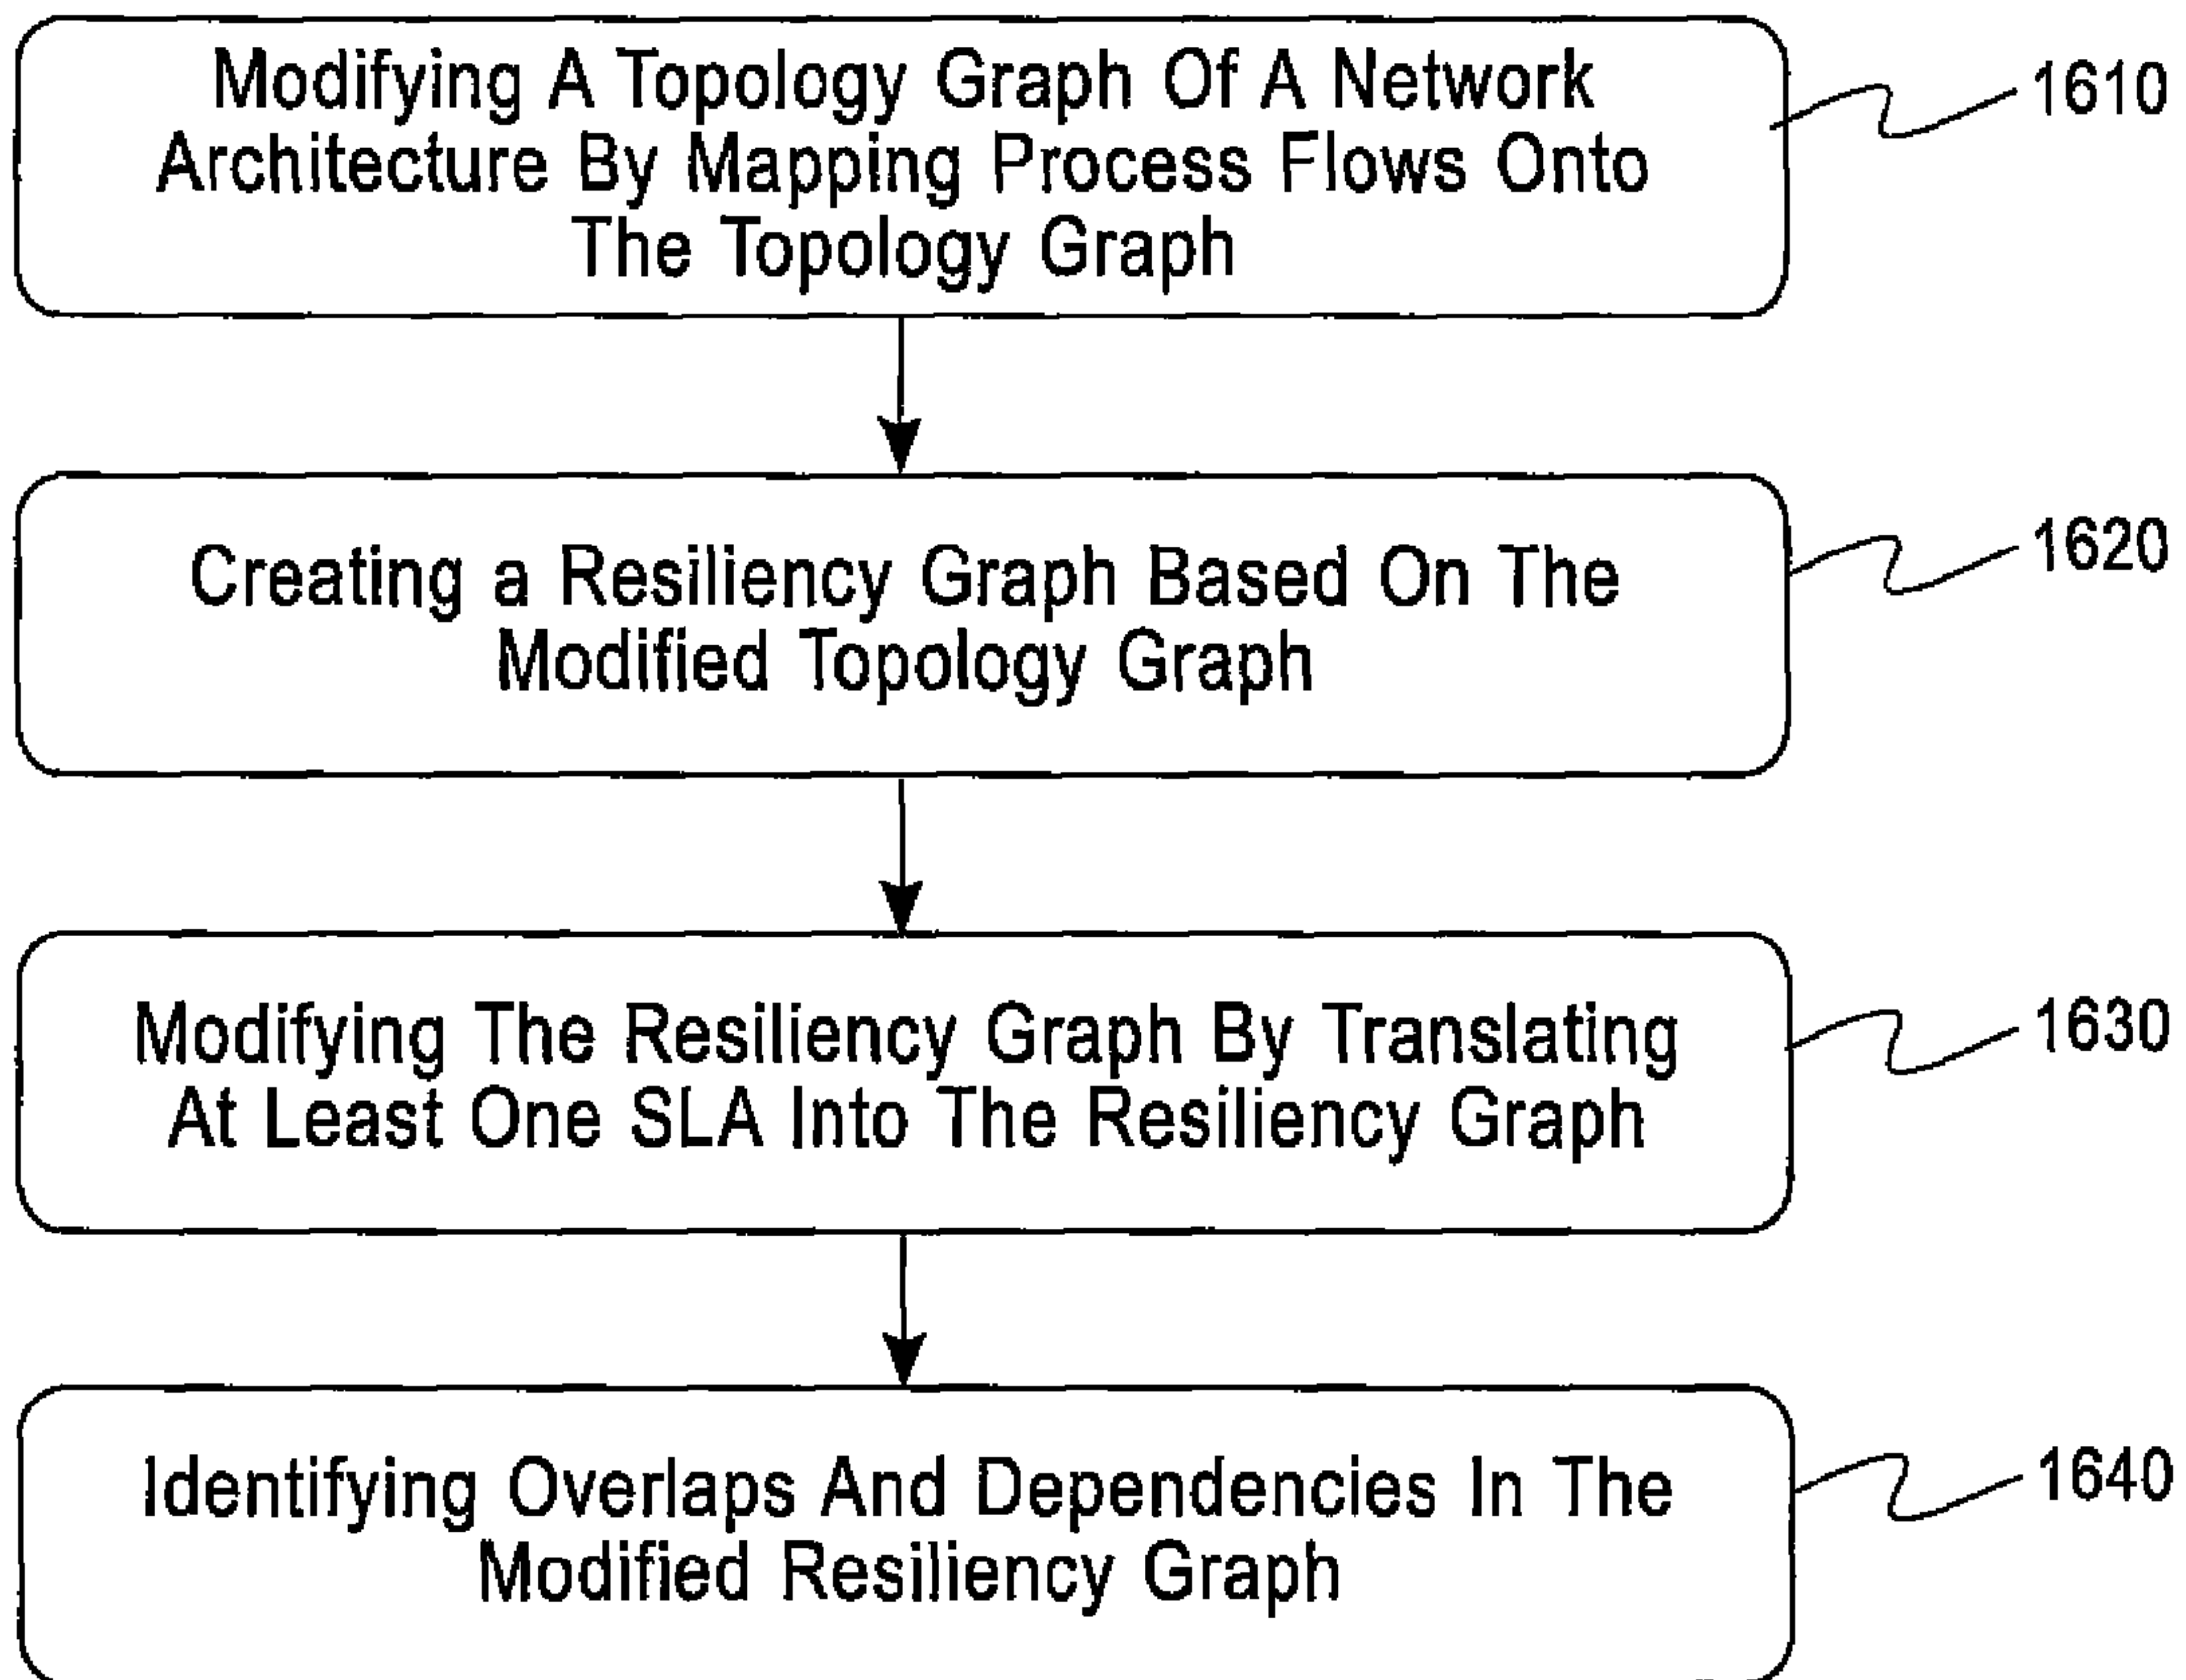 Modifying A Topology Graph Of A Network
Architecture By Mapping Process Flows Onto
The Topology Graph
1610
Creating a Resiliency Graph Based On The
Modified Topology Graph
1620
Modifying The Resiliency Graph By Translating
At Least One SLA Into The Resiliency Graph
1630
Identifying Overlaps And Dependencies In The
Modified Resiliency Graph
1640